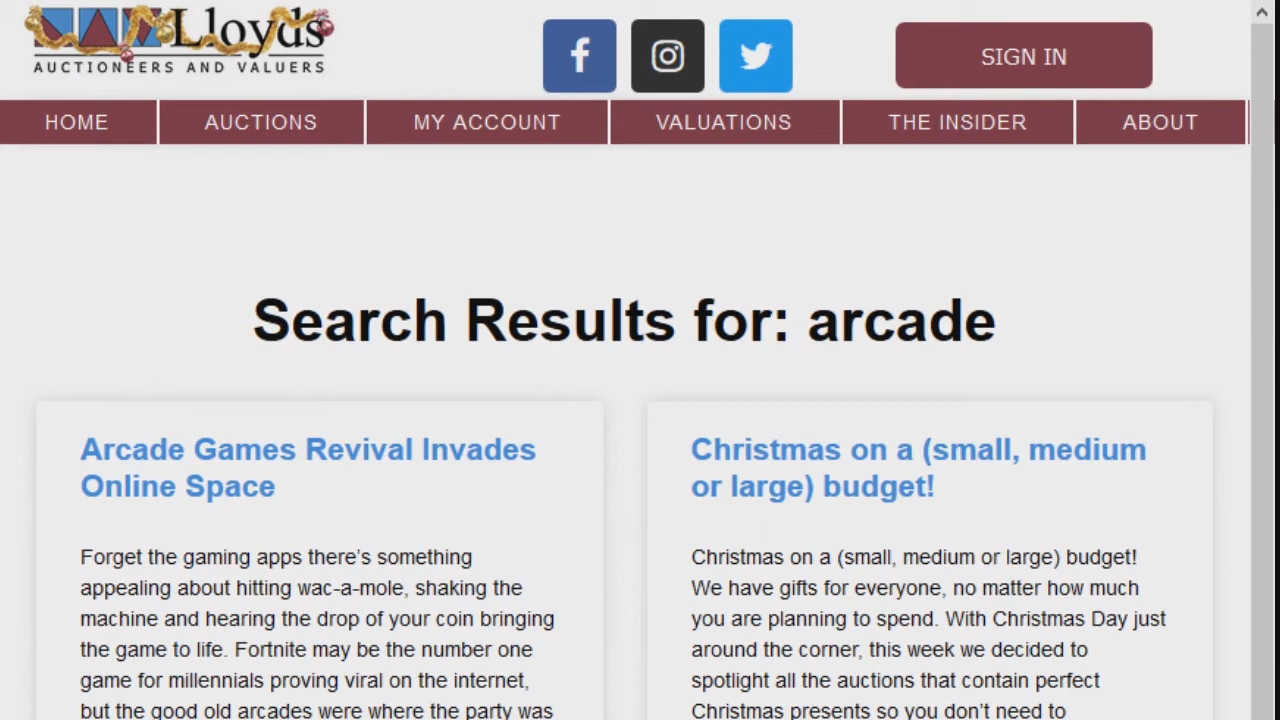 Lloyds
AUCTIONEERS AND VALUERS
SIGN IN
HOME
AUCTIONS
MY ACCOUNT
VALUATIONS
THE INSIDER
ABOUT
Search Results for: arcade
Arcade Games Revival Invades
Online Space
Forget the gaming apps there’s something
appealing about hitting wac-a-mole, shaking the
machine and hearing the drop of your coin bringing
the game to life. Fortnite may be the number one
game for millennials proving viral on the internet,
but the good old arcades were where the party was
Christmas on a (small, medium
or large) budget!
Christmas on a (small, medium or large) budget!
We have gifts for everyone, no matter how much
you are planning to spend. With Christmas Day just
around the corner, this week we decided to
spotlight all the auctions that contain perfect
Christmas presents so you don’t need to